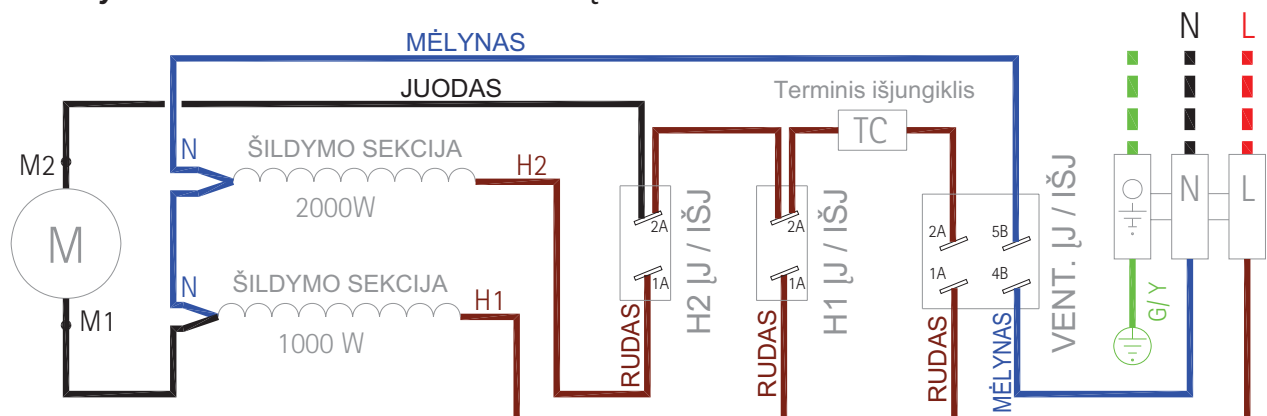 MĖLYNAS
N
L
JUODAS
Terminis išjungiklis
TC
N
ŠILDYMO SEKCIJA
H2
M2
2000W
N
L
M
2A
2A
2A
5B
H2 ĮJ / IŠJ
H1 ĮJ / IŠJ
VENT. ĮJ / IŠJ
N
ŠILDYMO SEKCIJA
H1
1A
1A
1A
4B
M1
1000 W
RUDAS
RUDAS
RUDAS
MĖLYNAS
G/Y